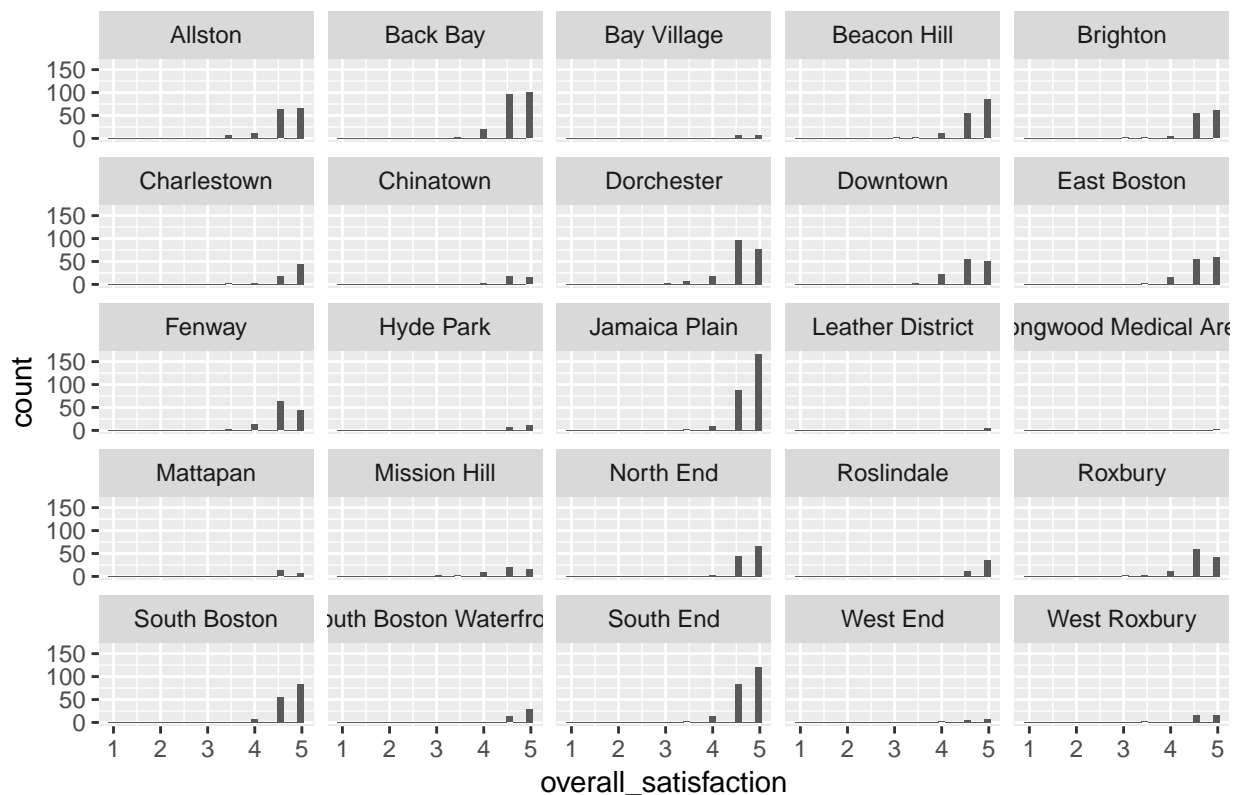 Allston Back Bay Bay Village Beacon Hill Brighton
150
100
50
0
Charlestown Chinatown Dorchester Downtown East Boston
150
100
50
0
Fenway Hyde Park Jamaica Plain Leather District ongwood Medical Are
150
100
50
0
Mattapan Mission Hill North End Roslindale Roxbury
150
100
50
0
South Boston outh Boston Waterfro South End West End West Roxbury
150
100
50
0
1 2 3 4 5 1 2 3 4 5 1 2 3 4 5 1 2 3 4 5 1 2 3 4 5
overall_satisfaction
count